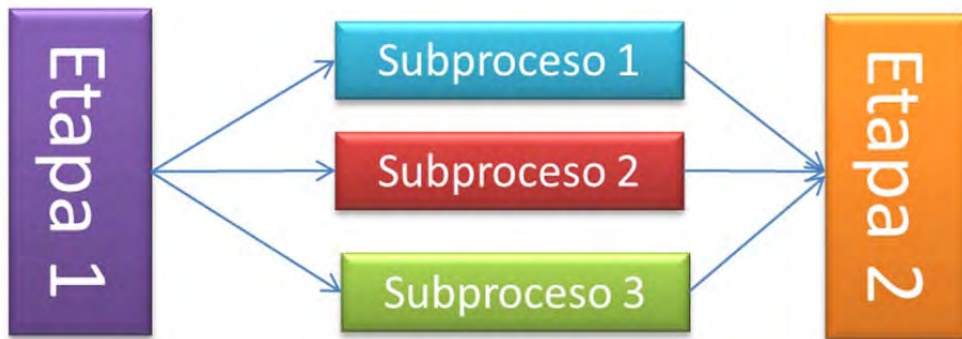 Etapa 1
Subproceso 1
Subproceso 2
Subproceso 3
Etapa 2